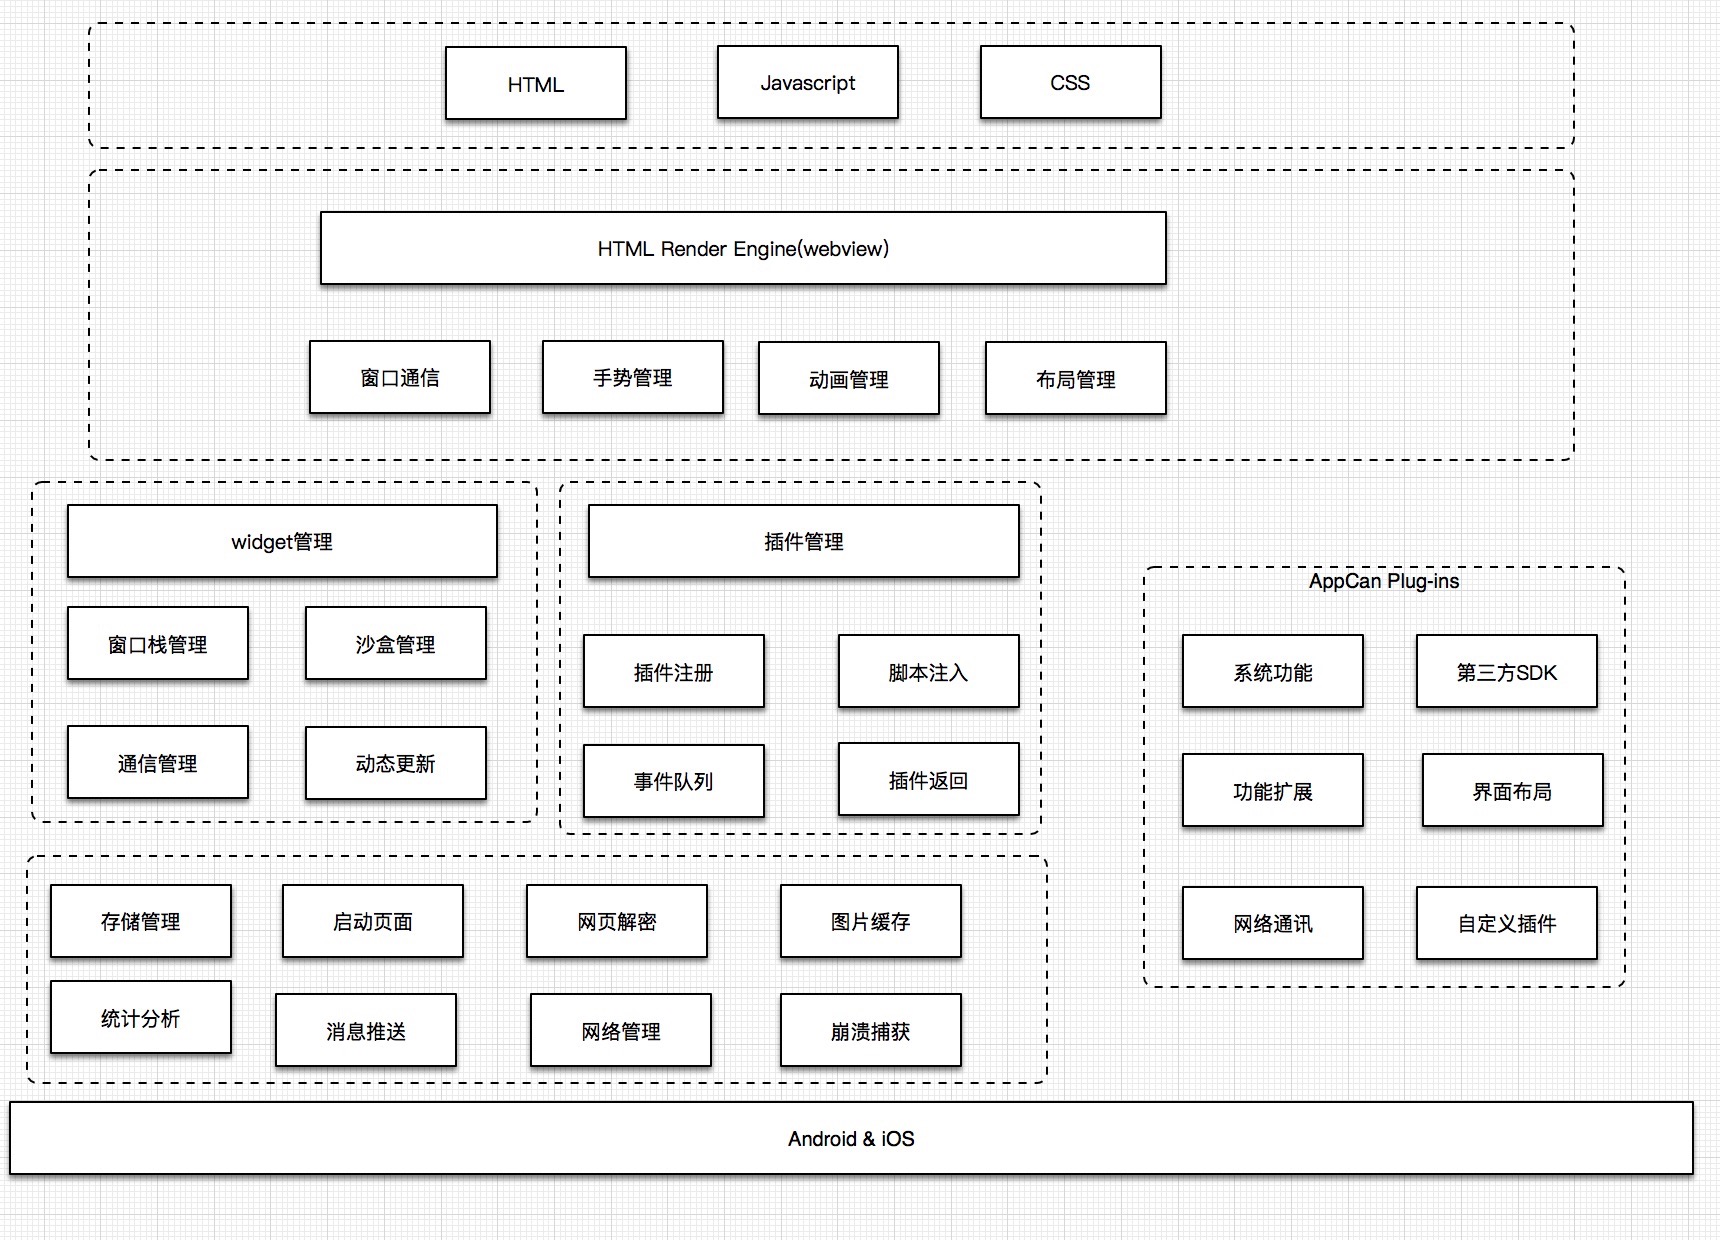 HTML
Javascript
CSS
HTML Render Engine(webview)
窗口通信
手势管理
动画管理
布局管理
widget管理
窗口栈管理
沙盒管理
通信管理
动态更新
插件管理
插件注册
脚本注入
事件队列
插件返回
AppCan Plug-ins
系统功能
第三方SDK
功能扩展
界面布局
网络通讯
自定义插件
存储管理
启动页面
网页解密
图片缓存
统计分析
消息推送
网络管理
崩溃捕获
Android & iOS